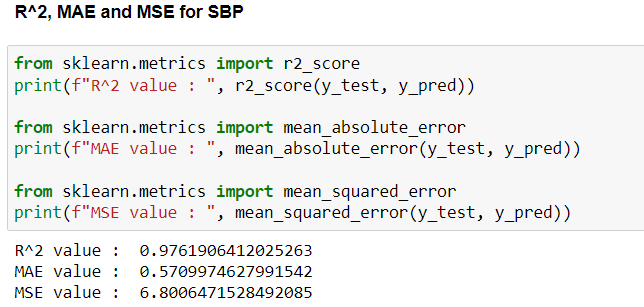 R^2, MAE and MSE for SBP
from sklearn.metrics import r2_score
print(f"R^2 value : ", r2_score(y_test, y_pred))
from sklearn.metrics import mean_absolute_error
print(f"MAE value : ", mean_absolute_error(y_test, y_pred))
from sklearn.metrics import mean_squared_error
print(f"MSE value : ", mean_squared_error(y_test, y_pred))
R^2 value :  0.9761906412025263
MAE value :  0.5709974627991542
MSE value :  6.8006471528492085